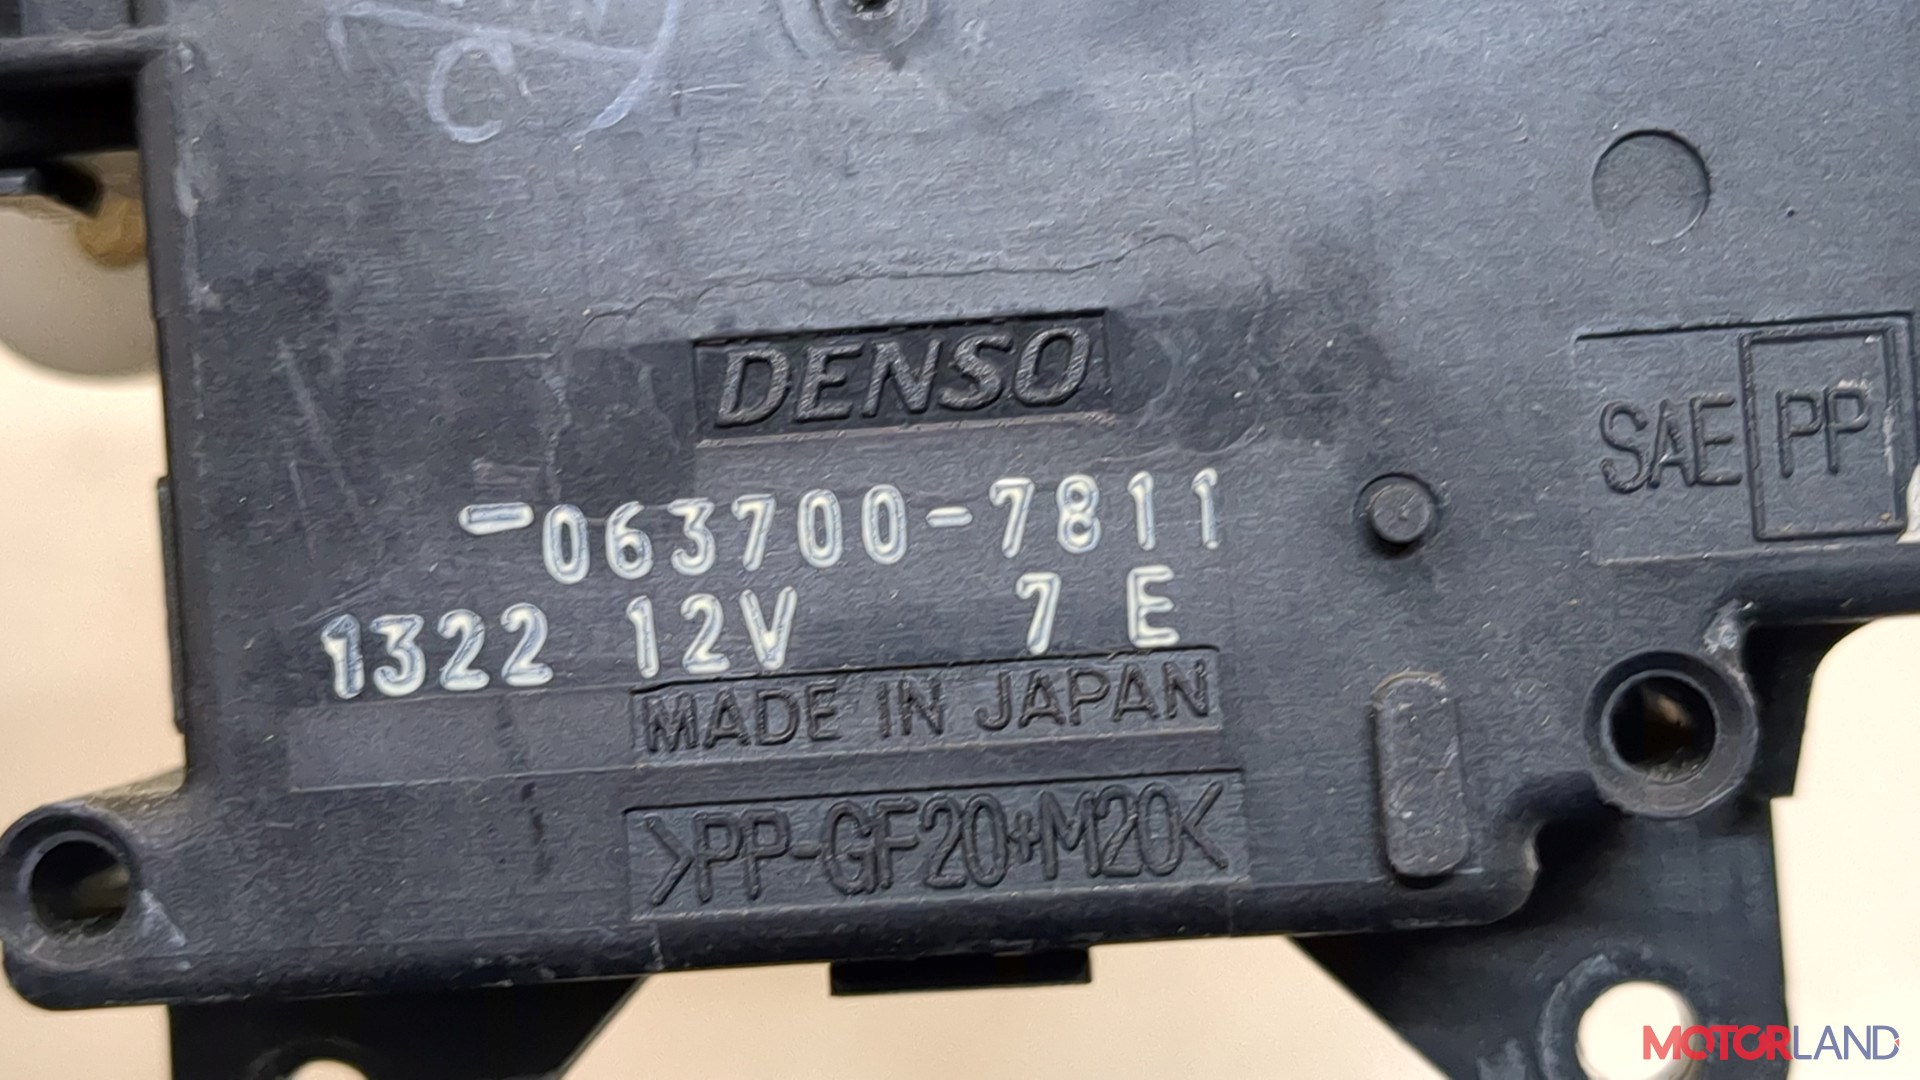 C
DENSO
SAE PP
-063700-7811
1322 12V 7 E
MADE IN JAPAN
>PP-GF20+M20<
MOTORLAND